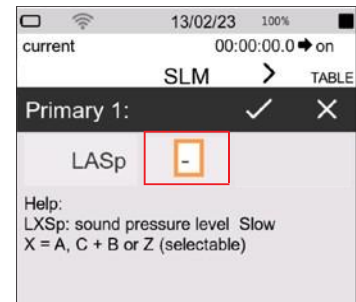 13/02/23 100%
current 00:00:00.0 → on
SLM > TABLE
Primary 1: ✓ ✕
LASp -
Help:
LXSp: sound pressure level Slow
X = A, C + B or Z (selectable)